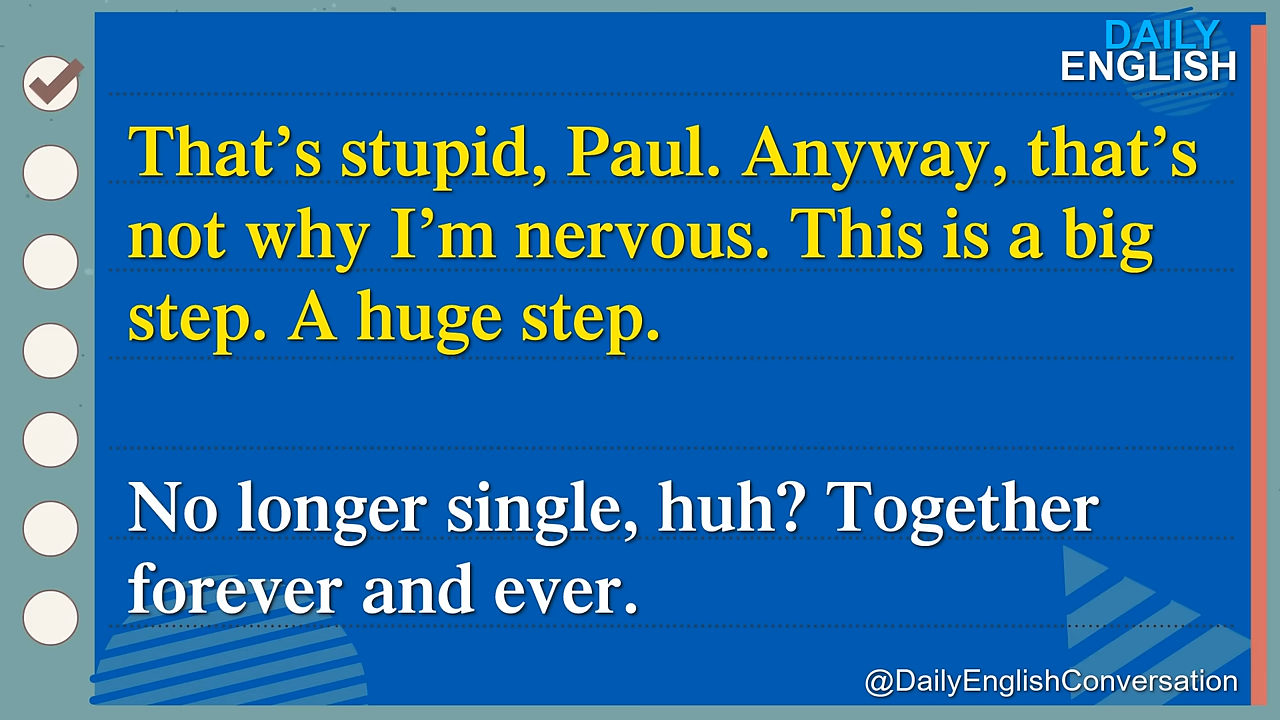 DAILY
ENGLISH
That’s stupid, Paul. Anyway, that’s
not why I’m nervous. This is a big
step. A huge step.
No longer single, huh? Together
forever and ever.
@DailyEnglishConversation